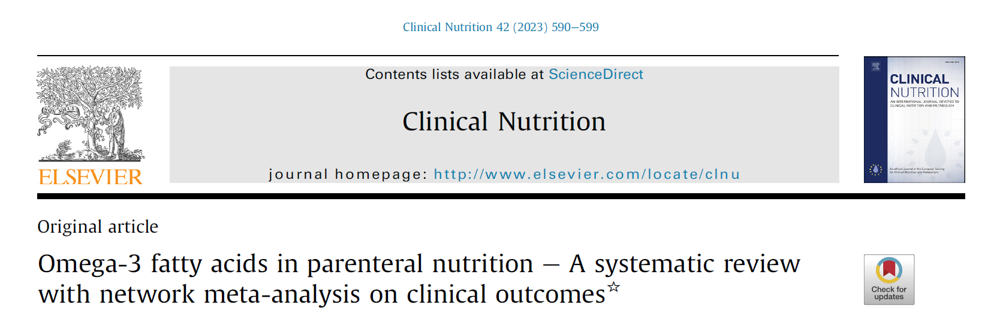 Clinical Nutrition 42 (2023) 590–599
Contents lists available at ScienceDirect
Clinical Nutrition
journal homepage: http://www.elsevier.com/locate/clnu
NON SOLUS
ELSEVIER
CLINICAL
NUTRITION
AN INTERNATIONAL JOURNAL DEVOTED TO
CLINICAL NUTRITION AND METABOLISM
An official journal of the European Society
for Clinical Nutrition and Metabolism
Original article
Omega-3 fatty acids in parenteral nutrition – A systematic review
with network meta-analysis on clinical outcomes☆
Check for
updates